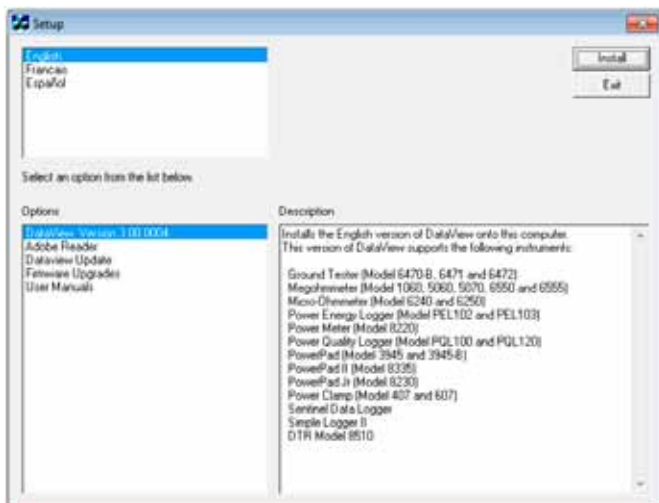 Setup
English
Francais
Español
Install
Exit
Select an option from the list below.
Options
DataView Version 3.00.0004
Adobe Reader
Dataview Update
Firmware Upgrades
User Manuals
Description
Installs the English version of DataView onto this computer.
This version of DataView supports the following instruments:
Ground Tester (Model 6470-B, 6471 and 6472)
Megohmmeter (Model 1060, 5060, 5070, 6550 and 6555)
Micro-Ohmmeter (Model 6240 and 6250)
Power Energy Logger (Model PEL102 and PEL103)
Power Meter (Model 8220)
Power Quality Logger (Model PQL100 and PQL120)
PowerPad (Model 3945 and 3945-B)
PowerPad II (Model 8335)
PowerPad Jr (Model 8230)
Power Clamp (Model 407 and 607)
Sentinel Data Logger
Simple Logger II
DTR Model 8510